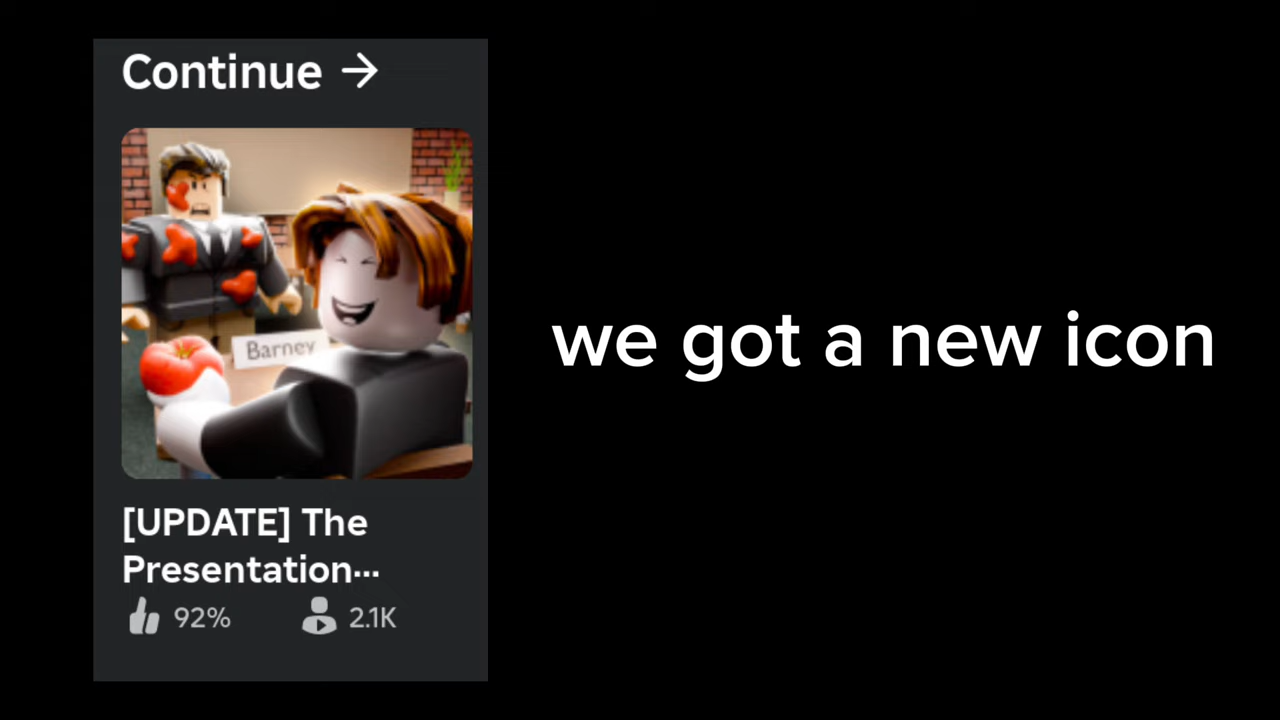 Continue →
Barney
[UPDATE] The
Presentation...
92% 2.1K
we got a new icon